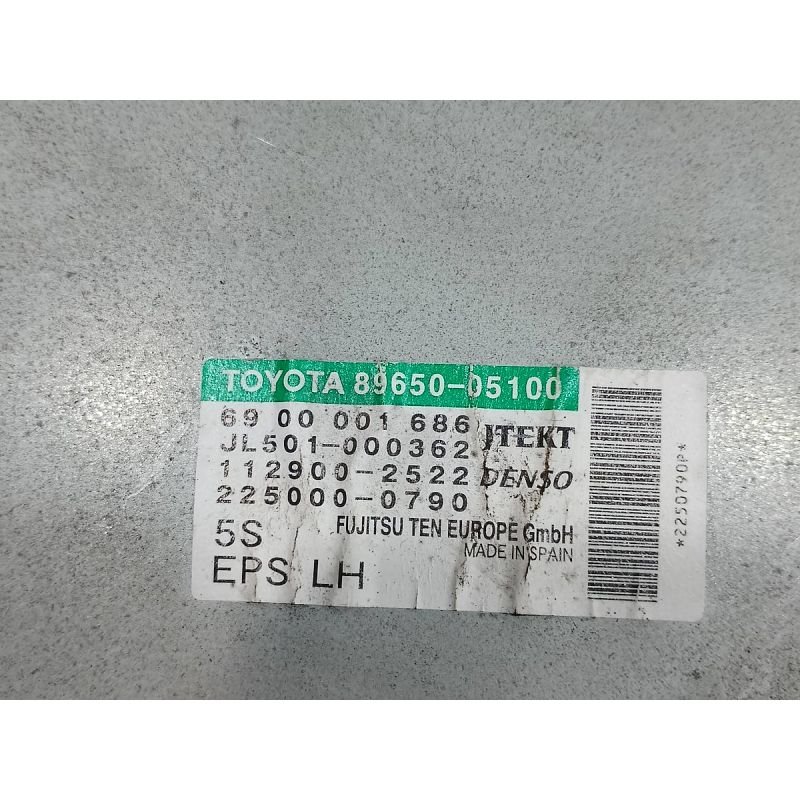 TOYOTA 89650-05100
69 00 001 686
JTEKT
JL501-000362
112900-2522 DENSO
225000-0790
5S
FUJITSU TEN EUROPE GmbH
MADE IN SPAIN
EPS LH
*2250790P*